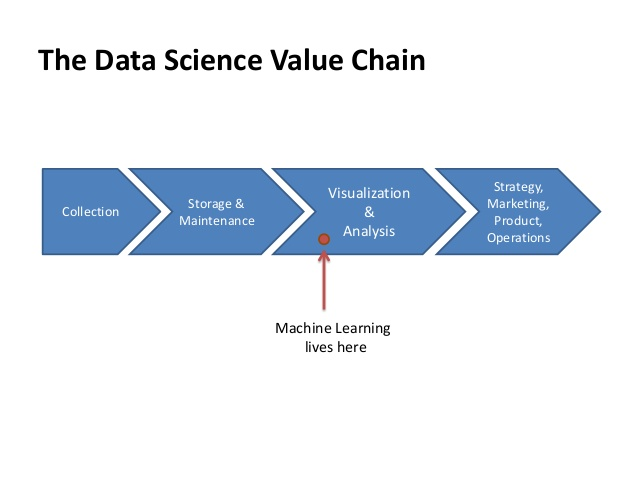 The Data Science Value Chain
Collection
Storage &
Maintenance
Visualization
&
Analysis
Strategy,
Marketing,
Product,
Operations
Machine Learning
lives here